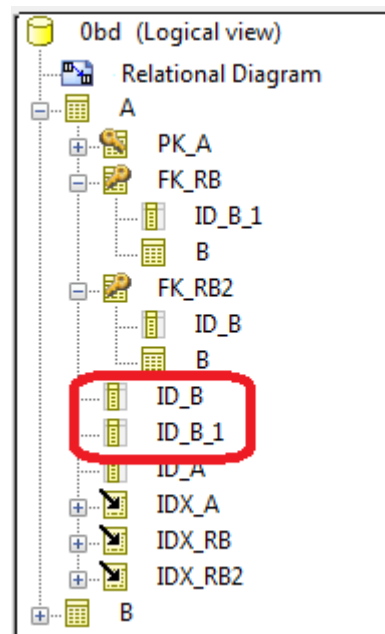 0bd (Logical view)
Relational Diagram
A
PK_A
FK_RB
ID_B_1
B
FK_RB2
ID_B
B
ID_B
ID_B_1
ID_A
IDX_A
IDX_RB
IDX_RB2
B